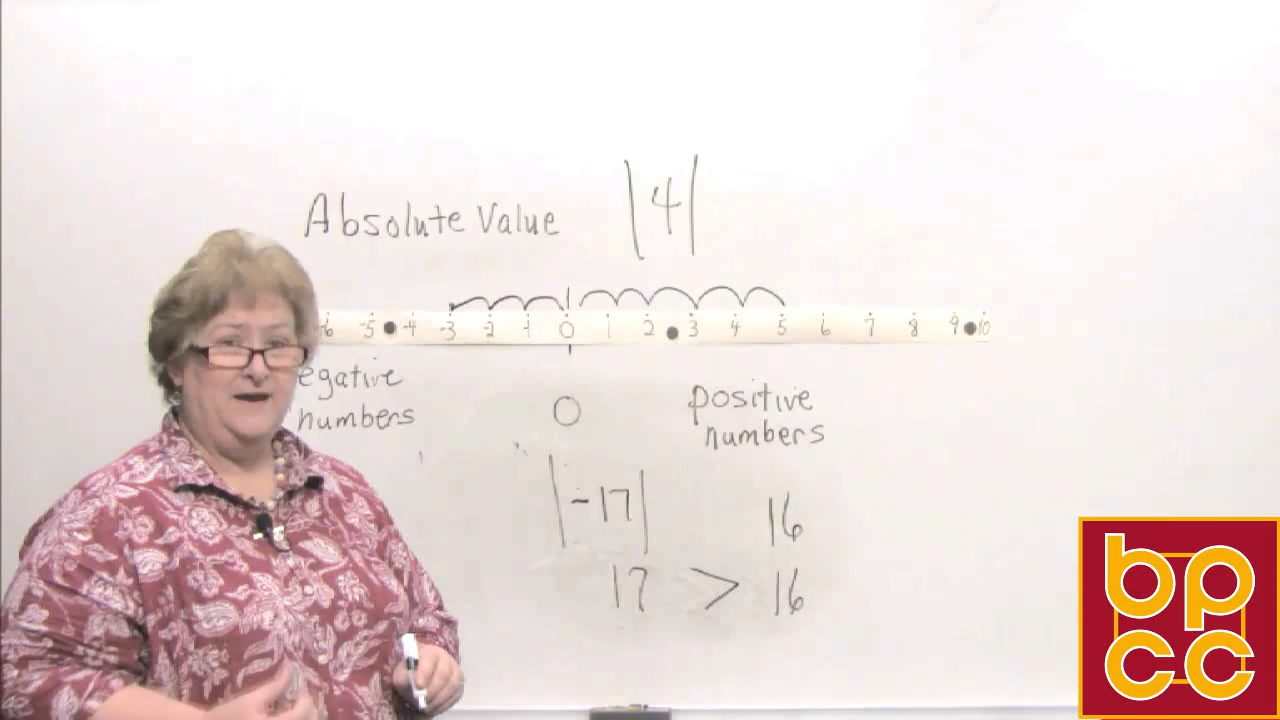 Absolute Value |4|
-6 -5 -4 -3 -2 -1 0 1 2 3 4 5 6 7 8 9 10
egative
numbers
0
positive
numbers
|-17| 16
17 > 16
bp
cc